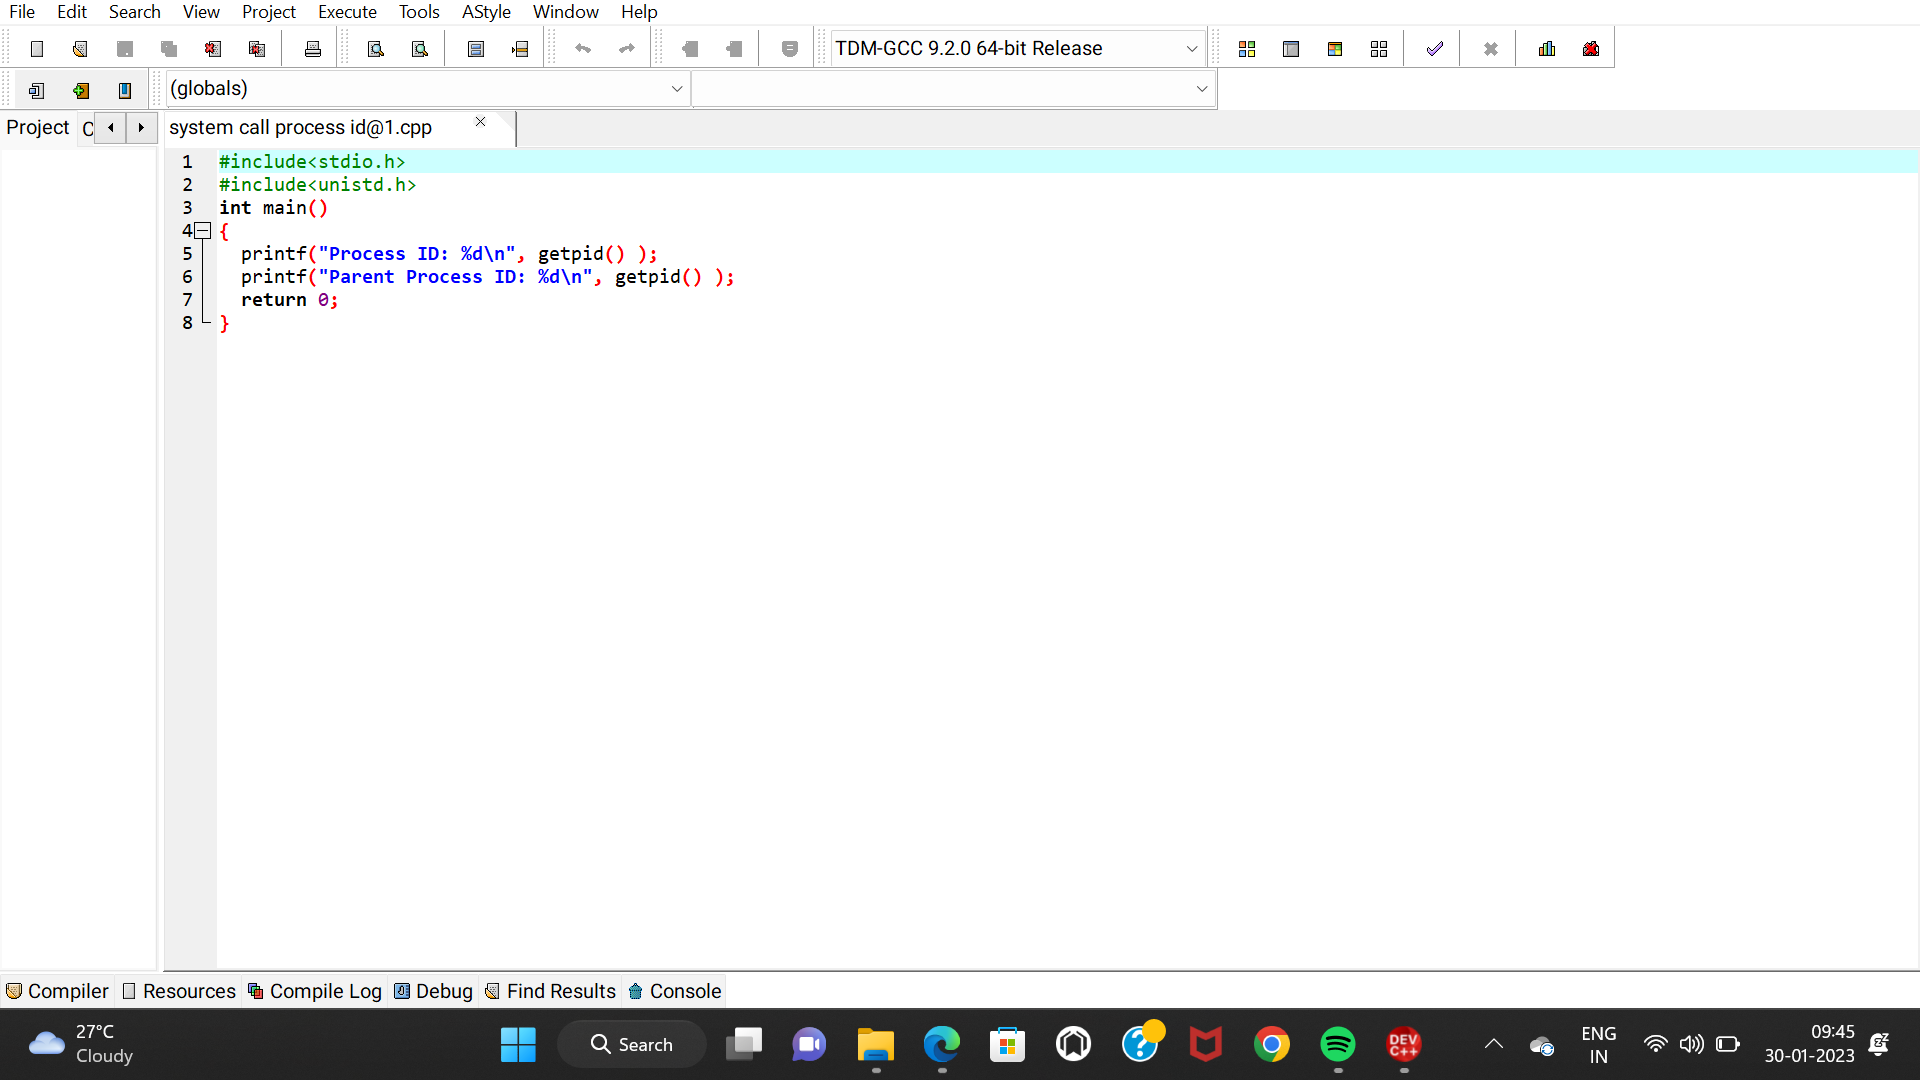 File Edit Search View Project Execute Tools AStyle Window Help
TDM-GCC 9.2.0 64-bit Release
(globals)
Project C
system call process id@1.cpp
1 #include<stdio.h>
2 #include<unistd.h>
3 int main()
4 {
5 printf("Process ID: %d\n", getpid() );
6 printf("Parent Process ID: %d\n", getpid() );
7 return 0;
8 }
Compiler Resources Compile Log Debug Find Results Console
27°C
Cloudy
Search
DEV
C++
ENG
IN
09:45
30-01-2023